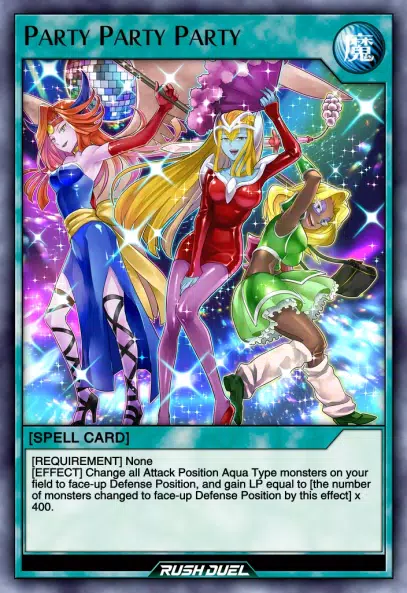 Party Party Party
魔
[SPELL CARD]
[REQUIREMENT] None
[EFFECT] Change all Attack Position Aqua Type monsters on your
field to face-up Defense Position, and gain LP equal to [the number
of monsters changed to face-up Defense Position by this effect] x
400.
RUSH DUEL